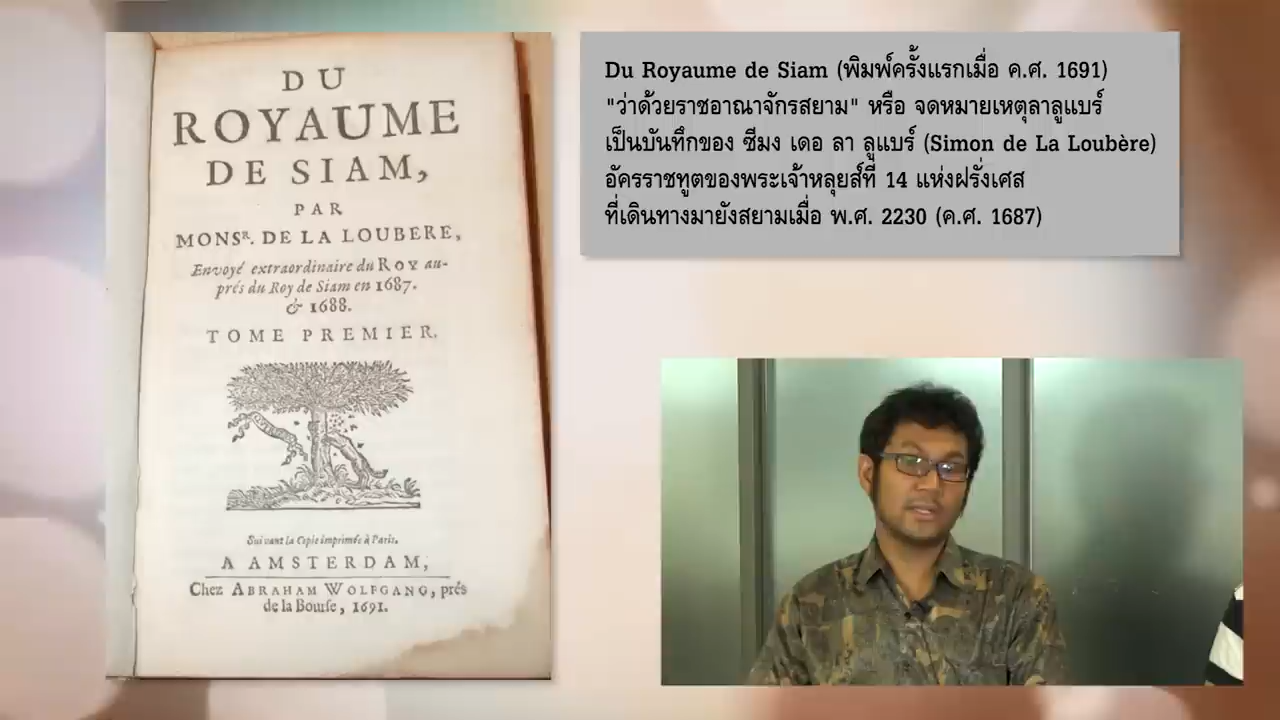 DU
ROYAUME
DE SIAM,
PAR
MONSR. DE LA LOUBERE,
Envoyé extraordinaire du ROY au-
prés du Roy de Siam en 1687.
& 1688.
TOME PREMIER.
Suivant la Copie imprimée à Paris.
A AMSTERDAM,
Chez ABRAHAM WOLFGANG, prés
de la Bourse, 1691.
Du Royaume de Siam (พิมพ์ครั้งแรกเมื่อ ค.ศ. 1691)
"ว่าด้วยราชอาณาจักรสยาม" หรือ จดหมายเหตุลาลูแบร์
เป็นบันทึกของ ซีมง เดอ ลา ลูแบร์ (Simon de La Loubère)
อัครราชทูตของพระเจ้าหลุยส์ที่ 14 แห่งฝรั่งเศส
ที่เดินทางมายังสยามเมื่อ พ.ศ. 2230 (ค.ศ. 1687)